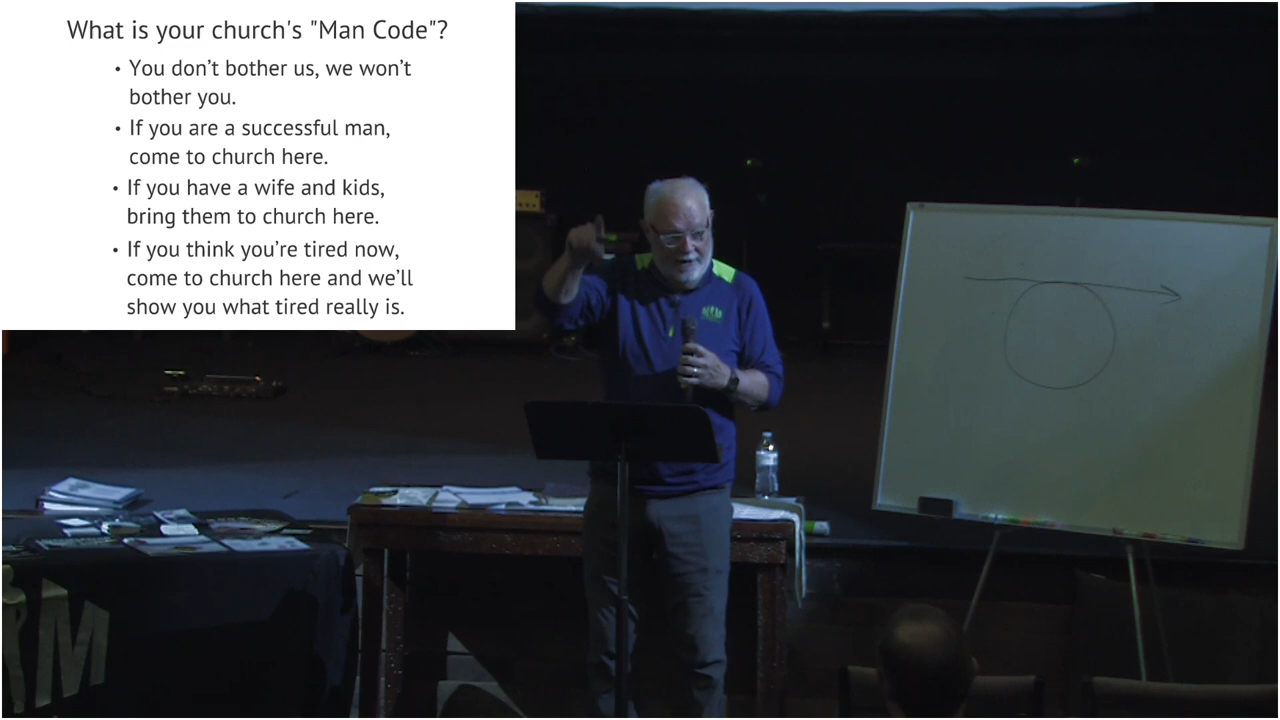 What is your church's "Man Code"?
• You don’t bother us, we won’t
bother you.
• If you are a successful man,
come to church here.
• If you have a wife and kids,
bring them to church here.
• If you think you’re tired now,
come to church here and we’ll
show you what tired really is.
M